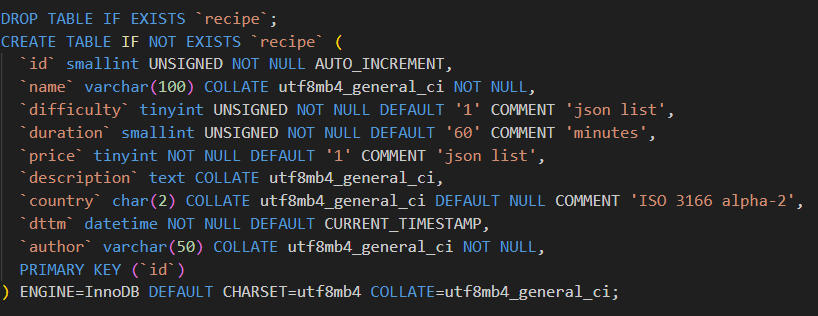 DROP TABLE IF EXISTS `recipe`;
CREATE TABLE IF NOT EXISTS `recipe` (
  `id` smallint UNSIGNED NOT NULL AUTO_INCREMENT,
  `name` varchar(100) COLLATE utf8mb4_general_ci NOT NULL,
  `difficulty` tinyint UNSIGNED NOT NULL DEFAULT '1' COMMENT 'json list',
  `duration` smallint UNSIGNED NOT NULL DEFAULT '60' COMMENT 'minutes',
  `price` tinyint NOT NULL DEFAULT '1' COMMENT 'json list',
  `description` text COLLATE utf8mb4_general_ci,
  `country` char(2) COLLATE utf8mb4_general_ci DEFAULT NULL COMMENT 'ISO 3166 alpha-2',
  `dttm` datetime NOT NULL DEFAULT CURRENT_TIMESTAMP,
  `author` varchar(50) COLLATE utf8mb4_general_ci NOT NULL,
  PRIMARY KEY (`id`)
) ENGINE=InnoDB DEFAULT CHARSET=utf8mb4 COLLATE=utf8mb4_general_ci;